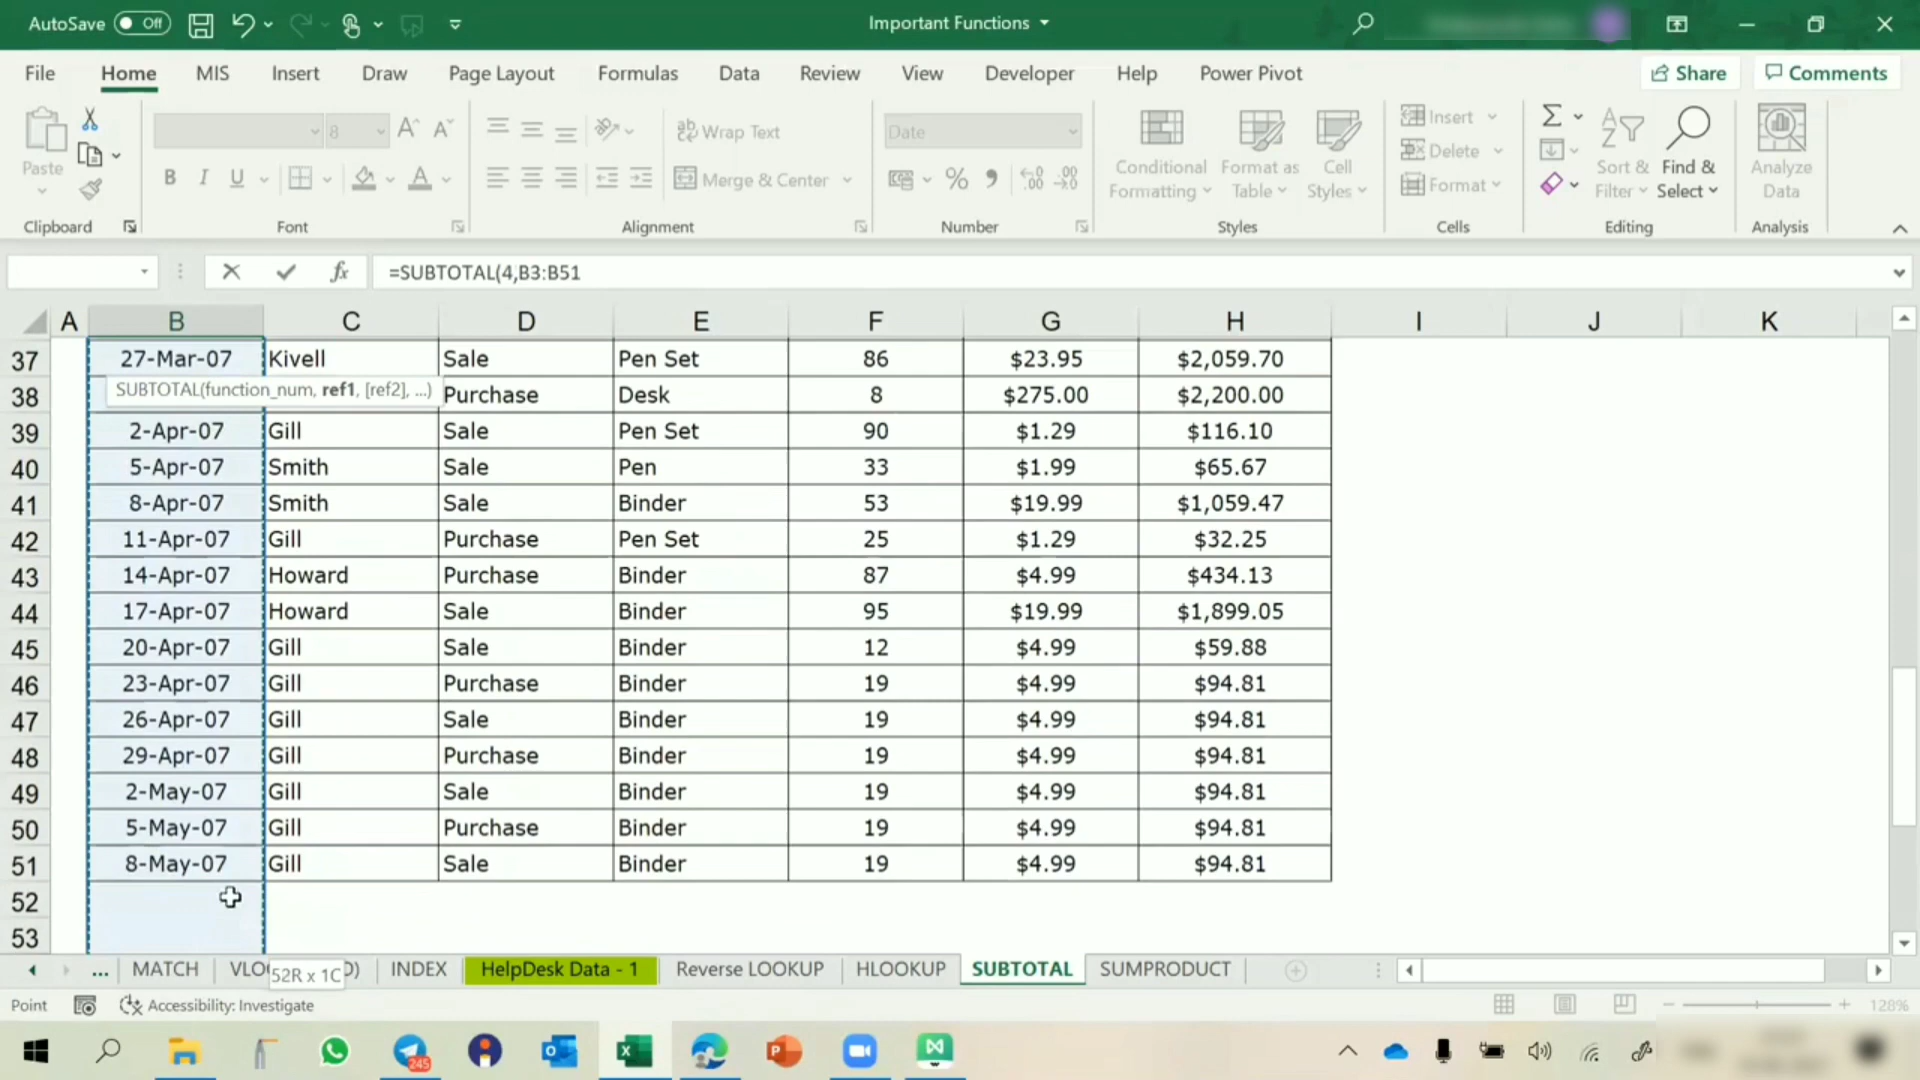 AutoSave Off Important Functions
File Home MIS Insert Draw Page Layout Formulas Data Review View Developer Help Power Pivot Share Comments
8 A^ A
Wrap Text
Date
Insert
Delete
Format
Paste
B I U A
Merge & Center
% 9
.00 .00
Conditional Formatting
Format as Table
Cell Styles
Sort & Filter
Find & Select
Analyze Data
Clipboard Font Alignment Number Styles Cells Editing Analysis
fx =SUBTOTAL(4,B3:B51
A B C D E F G H I J K
37 27-Mar-07 Kivell Sale Pen Set 86 $23.95 $2,059.70
38 SUBTOTAL(function_num, ref1, [ref2], ...) Purchase Desk 8 $275.00 $2,200.00
39 2-Apr-07 Gill Sale Pen Set 90 $1.29 $116.10
40 5-Apr-07 Smith Sale Pen 33 $1.99 $65.67
41 8-Apr-07 Smith Sale Binder 53 $19.99 $1,059.47
42 11-Apr-07 Gill Purchase Pen Set 25 $1.29 $32.25
43 14-Apr-07 Howard Purchase Binder 87 $4.99 $434.13
44 17-Apr-07 Howard Sale Binder 95 $19.99 $1,899.05
45 20-Apr-07 Gill Sale Binder 12 $4.99 $59.88
46 23-Apr-07 Gill Purchase Binder 19 $4.99 $94.81
47 26-Apr-07 Gill Sale Binder 19 $4.99 $94.81
48 29-Apr-07 Gill Purchase Binder 19 $4.99 $94.81
49 2-May-07 Gill Sale Binder 19 $4.99 $94.81
50 5-May-07 Gill Purchase Binder 19 $4.99 $94.81
51 8-May-07 Gill Sale Binder 19 $4.99 $94.81
52
53
... MATCH VLO 52R x 1C ) INDEX HelpDesk Data - 1 Reverse LOOKUP HLOOKUP SUBTOTAL SUMPRODUCT
Point Accessibility: Investigate 128%
245